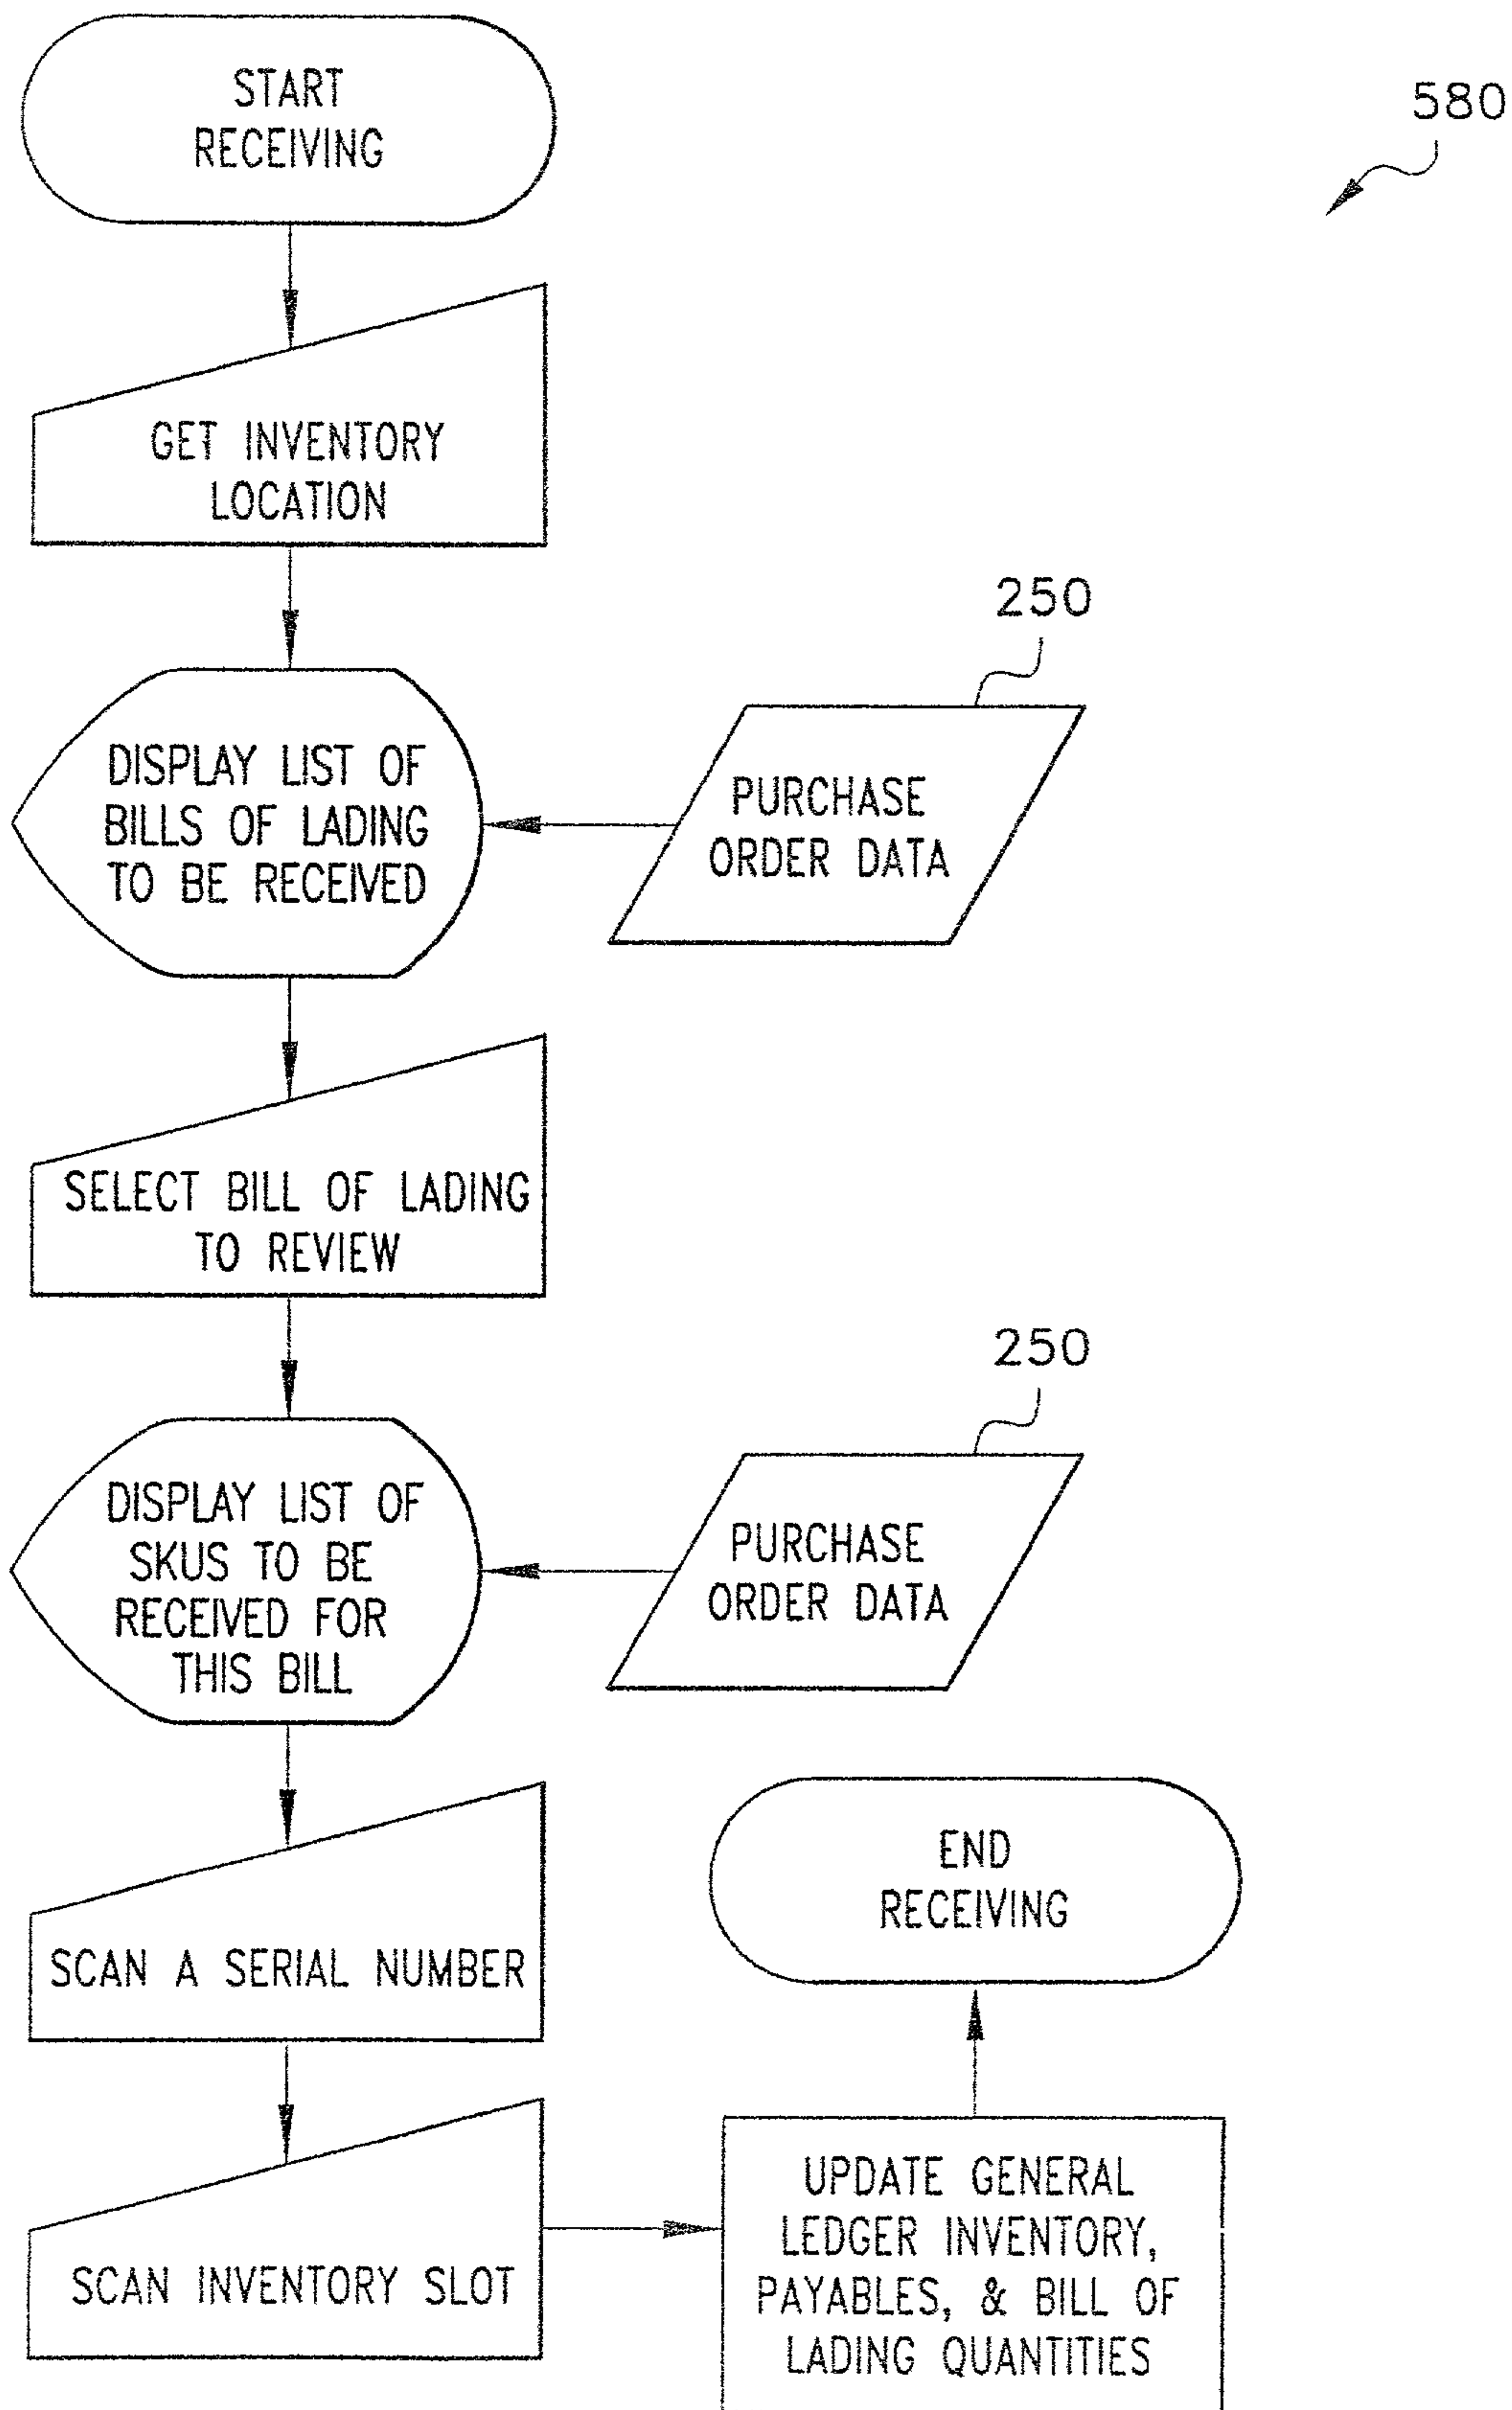 START
RECEIVING
580
GET INVENTORY
LOCATION
250
DISPLAY LIST OF
BILLS OF LADING
TO BE RECEIVED
PURCHASE
ORDER DATA
SELECT BILL OF LADING
TO REVIEW
250
DISPLAY LIST OF
SKUS TO BE
RECEIVED FOR
THIS BILL
PURCHASE
ORDER DATA
SCAN A SERIAL NUMBER
SCAN INVENTORY SLOT
UPDATE GENERAL
LEDGER INVENTORY,
PAYABLES, & BILL OF
LADING QUANTITIES
END
RECEIVING